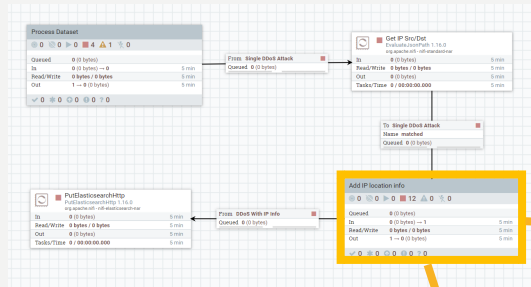 Process Dataset
0 0 0 4 1 0
Queued 0 (0 bytes)
In 0 (0 bytes) → 0 5 min
Read/Write 0 bytes / 0 bytes 5 min
Out 1 → 0 (0 bytes) 5 min
0 0 0 0 ? 0
From Single DDoS Attack
Queued 0 (0 bytes)
Get IP Src/Dst
EvaluateJsonPath 1.16.0
org.apache.nifi - nifi-standard-nar
In 0 (0 bytes) 5 min
Read/Write 0 bytes / 0 bytes 5 min
Out 0 (0 bytes) 5 min
Tasks/Time 0 / 00:00:00.000 5 min
To Single DDoS Attack
Name matched
Queued 0 (0 bytes)
Add IP location info
0 0 0 12 0 0
Queued 0 (0 bytes)
In 0 (0 bytes) → 1 5 min
Read/Write 0 bytes / 0 bytes 5 min
Out 1 → 0 (0 bytes) 5 min
0 0 0 0 ? 0
From DDoS With IP Info
Queued 0 (0 bytes)
PutElasticsearchHttp
PutElasticsearchHttp 1.16.0
org.apache.nifi - nifi-elasticsearch-nar
In 0 (0 bytes) 5 min
Read/Write 0 bytes / 0 bytes 5 min
Out 0 (0 bytes) 5 min
Tasks/Time 0 / 00:00:00.000 5 min